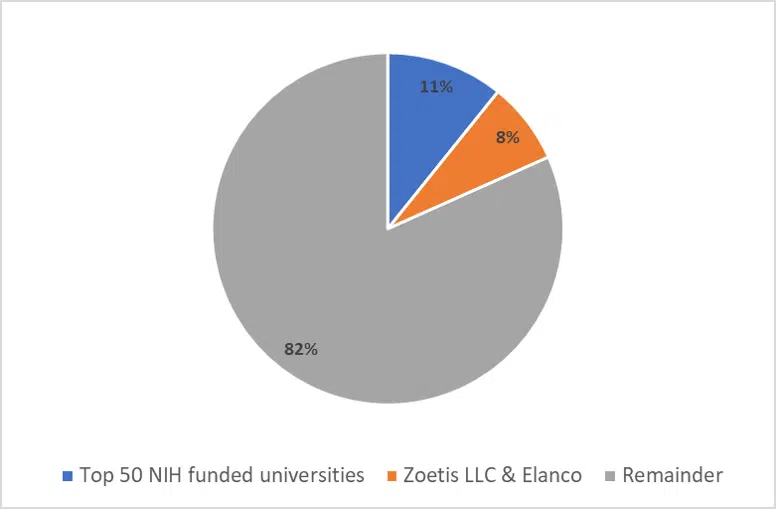 11%
8%
82%
Top 50 NIH funded universities Zoetis LLC & Elanco Remainder